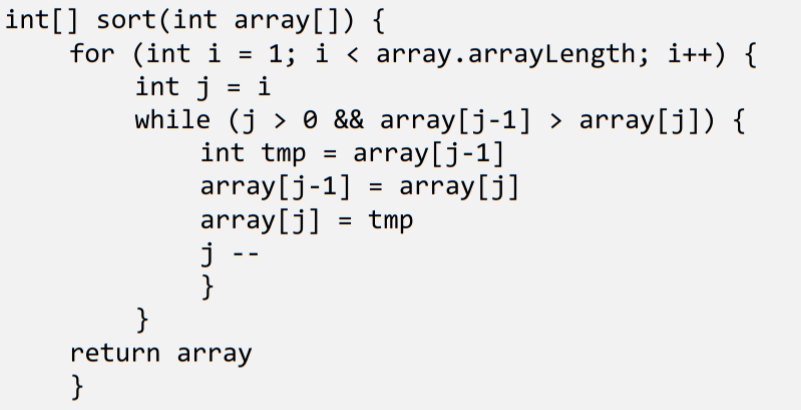 int[] sort(int array[]) {
for (int i = 1; i < array.arrayLength; i++) {
int j = i
while (j > 0 && array[j-1] > array[j]) {
int tmp = array[j-1]
array[j-1] = array[j]
array[j] = tmp
j --
}
}
return array
}